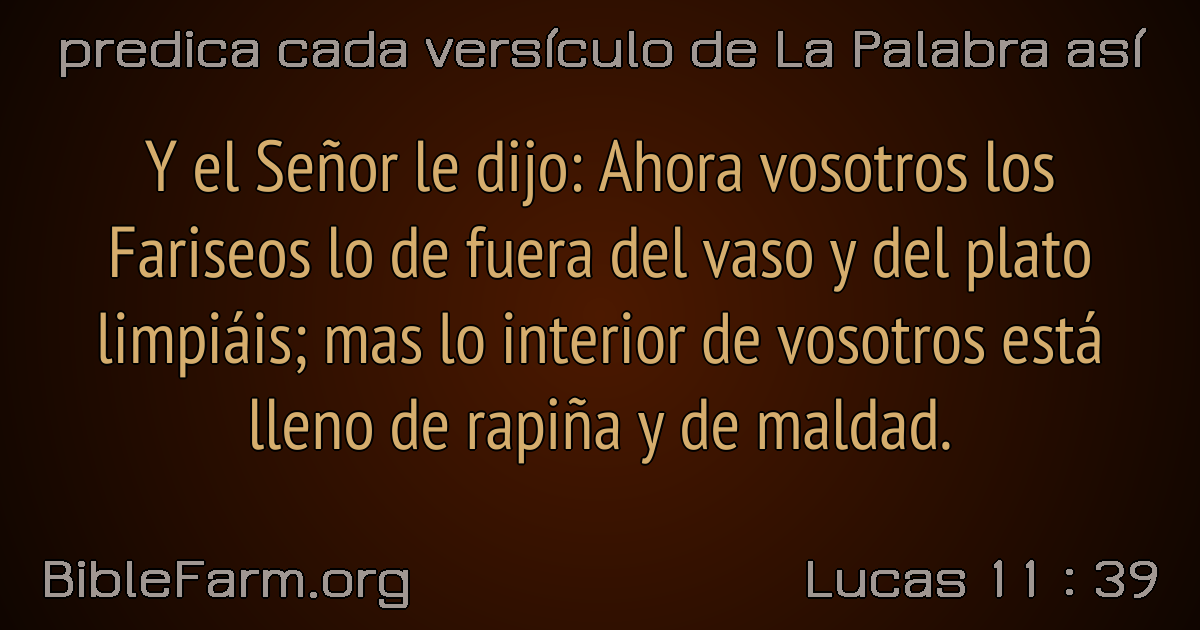 predica cada versículo de La Palabra así
Y el Señor le dijo: Ahora vosotros los
Fariseos lo de fuera del vaso y del plato
limpiáis; mas lo interior de vosotros está
lleno de rapiña y de maldad.
BibleFarm.org
Lucas 11 : 39